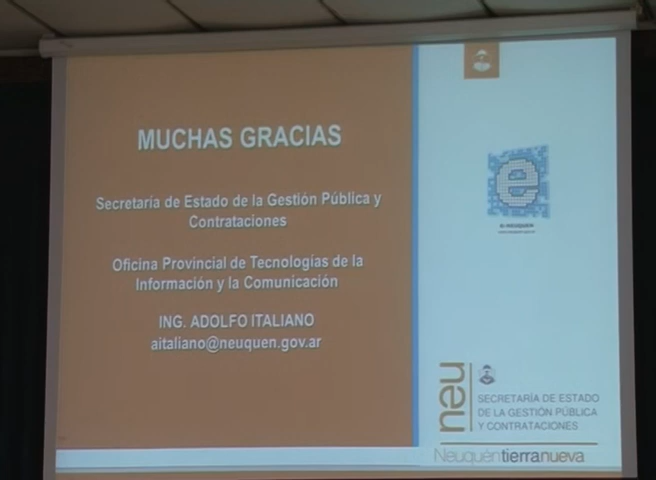 MUCHAS GRACIAS
Secretaría de Estado de la Gestión Pública y
Contrataciones
Oficina Provincial de Tecnologías de la
Información y la Comunicación
ING. ADOLFO ITALIANO
aitaliano@neuquen.gov.ar
e
e-NEUQUEN
neu
SECRETARÍA DE ESTADO
DE LA GESTIÓN PÚBLICA
Y CONTRATACIONES
Neuquéntierranueva